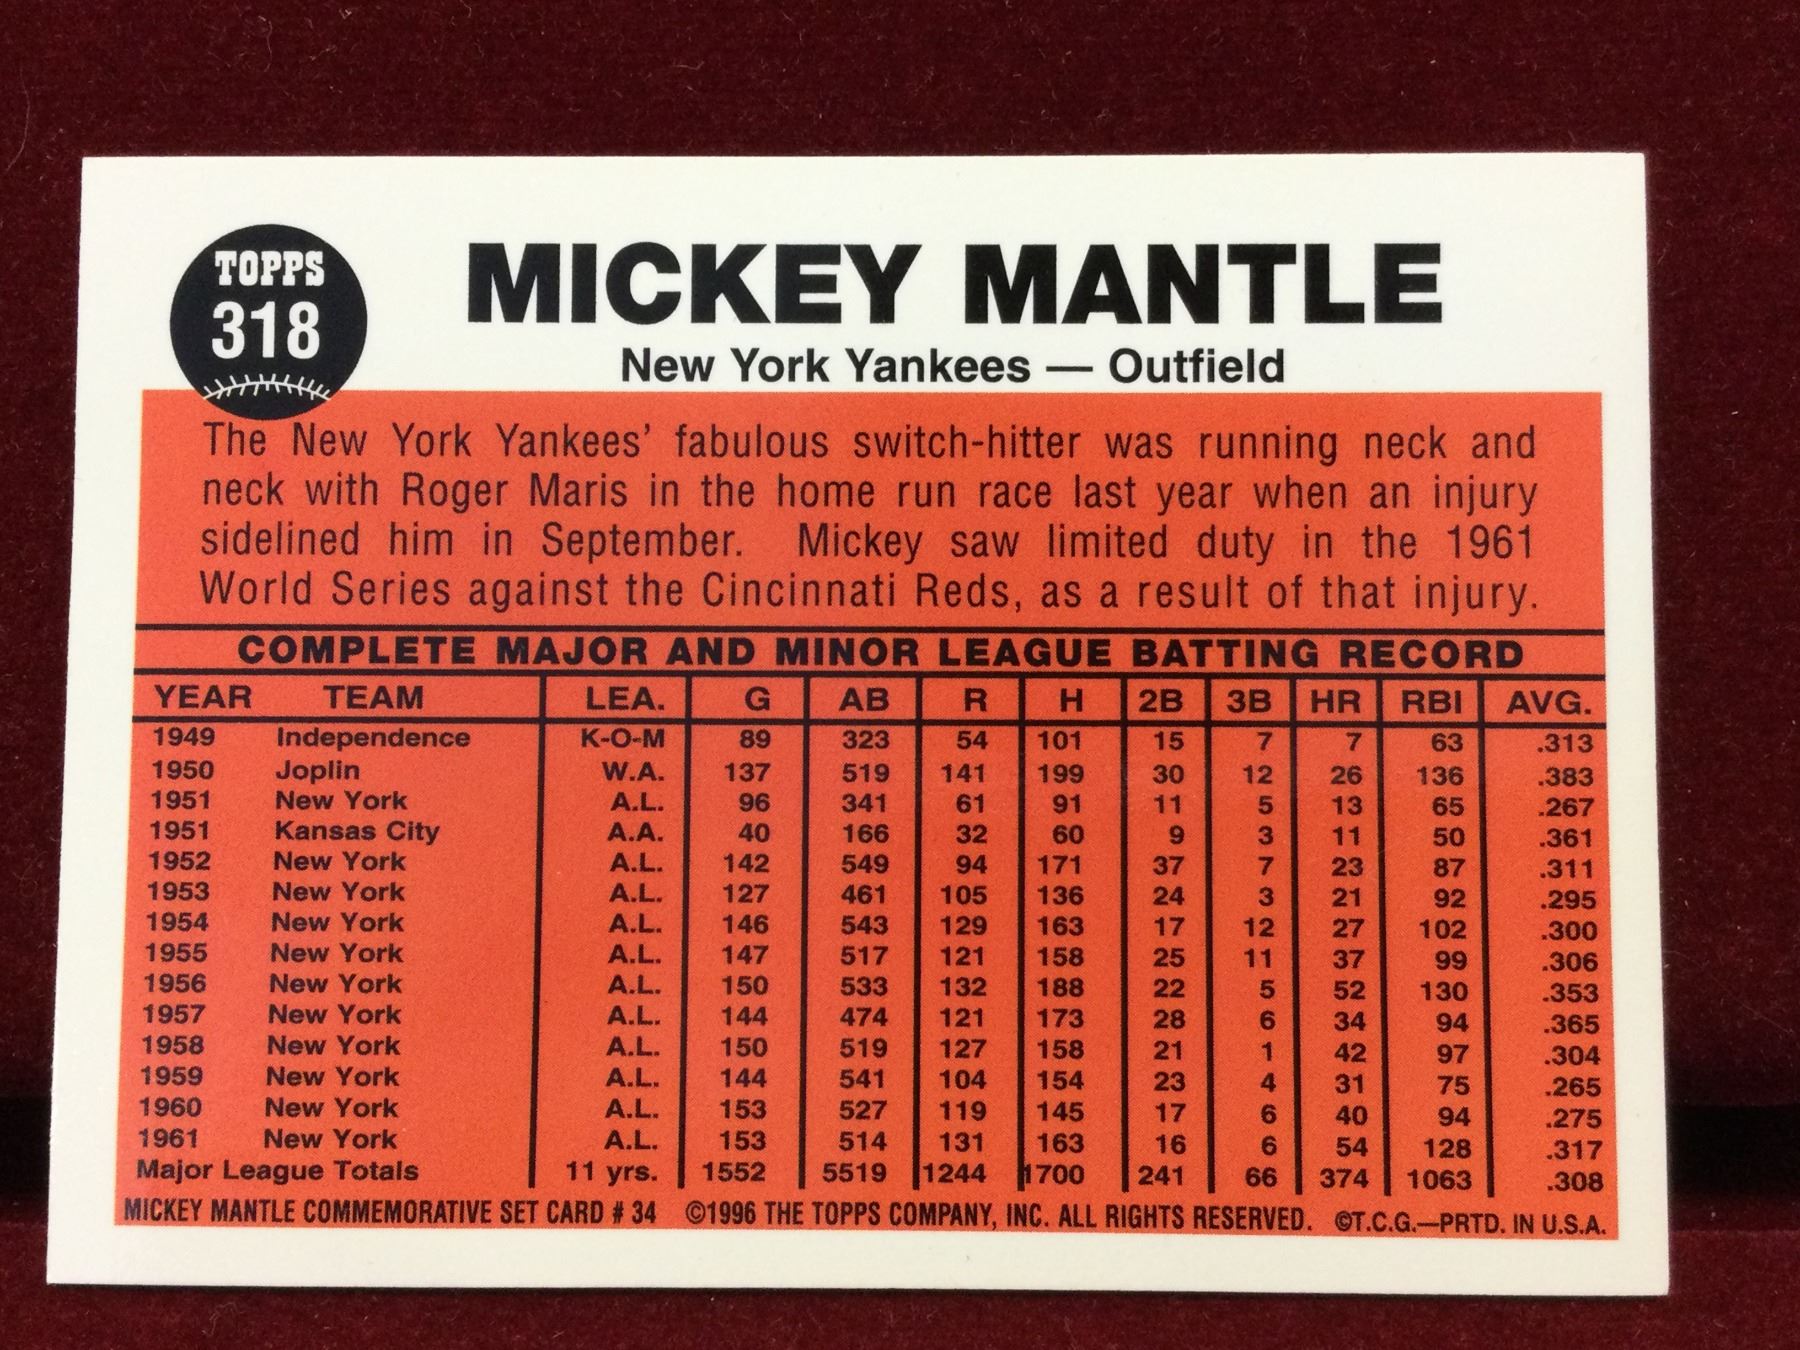 TOPPS
318
MICKEY MANTLE
New York Yankees — Outfield
The New York Yankees' fabulous switch-hitter was running neck and
neck with Roger Maris in the home run race last year when an injury
sidelined him in September. Mickey saw limited duty in the 1961
World Series against the Cincinnati Reds, as a result of that injury.
COMPLETE MAJOR AND MINOR LEAGUE BATTING RECORD
YEAR TEAM LEA. G AB R H 2B 3B HR RBI AVG.
1949 Independence K-O-M 89 323 54 101 15 7 7 63 .313
1950 Joplin W.A. 137 519 141 199 30 12 26 136 .383
1951 New York A.L. 96 341 61 91 11 5 13 65 .267
1951 Kansas City A.A. 40 166 32 60 9 3 11 50 .361
1952 New York A.L. 142 549 94 171 37 7 23 87 .311
1953 New York A.L. 127 461 105 136 24 3 21 92 .295
1954 New York A.L. 146 543 129 163 17 12 27 102 .300
1955 New York A.L. 147 517 121 158 25 11 37 99 .306
1956 New York A.L. 150 533 132 188 22 5 52 130 .353
1957 New York A.L. 144 474 121 173 28 6 34 94 .365
1958 New York A.L. 150 519 127 158 21 1 42 97 .304
1959 New York A.L. 144 541 104 154 23 4 31 75 .265
1960 New York A.L. 153 527 119 145 17 6 40 94 .275
1961 New York A.L. 153 514 131 163 16 6 54 128 .317
Major League Totals 11 yrs. 1552 5519 1244 1700 241 66 374 1063 .308
MICKEY MANTLE COMMEMORATIVE SET CARD # 34 ©1996 THE TOPPS COMPANY, INC. ALL RIGHTS RESERVED. ©T.C.G.—PRTD. IN U.S.A.